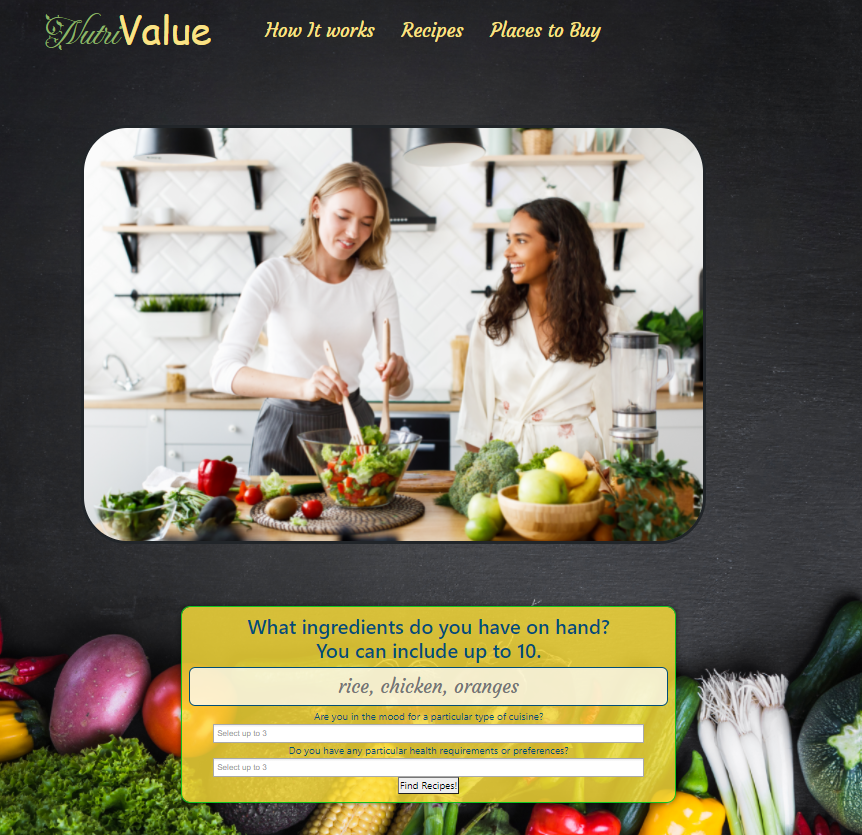 NutriValue How It works Recipes Places to Buy
What ingredients do you have on hand?
You can include up to 10.
rice, chicken, oranges
Are you in the mood for a particular type of cuisine?
Select up to 3
Do you have any particular health requirements or preferences?
Select up to 3
Find Recipes!